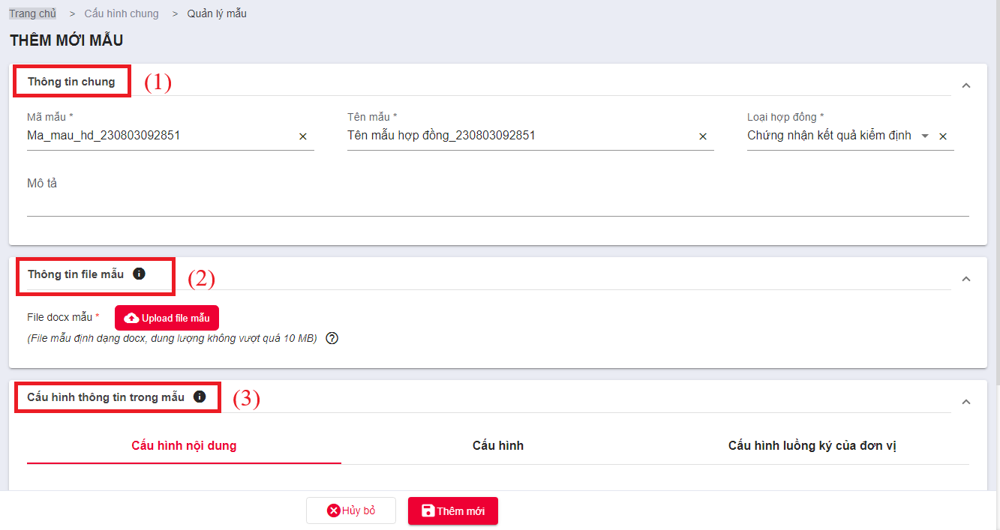 Trang chủ > Cấu hình chung > Quản lý mẫu
THÊM MỚI MẪU
Thông tin chung (1)
Mã mẫu * Tên mẫu * Loại hợp đồng *
Ma_mau_hd_230803092851 Tên mẫu hợp đồng_230803092851 Chứng nhận kết quả kiểm định
Mô tả
Thông tin file mẫu (2)
File docx mẫu * Upload file mẫu
(File mẫu định dạng docx, dung lượng không vượt quá 10 MB)
Cấu hình thông tin trong mẫu (3)
Cấu hình nội dung Cấu hình Cấu hình luồng ký của đơn vị
Hủy bỏ Thêm mới